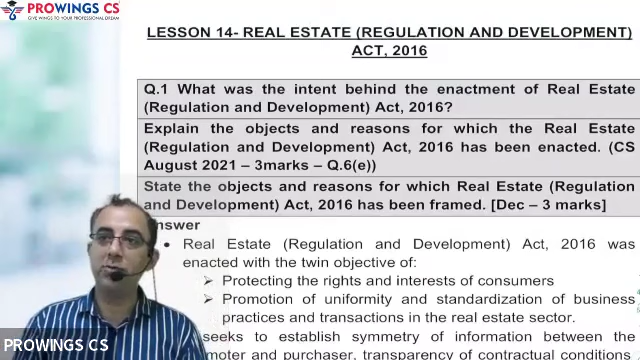 PROWINGS CS
GIVE WINGS TO YOUR PROFESSIONAL DREAM
LESSON 14- REAL ESTATE (REGULATION AND DEVELOPMENT)
ACT, 2016
Q.1 What was the intent behind the enactment of Real Estate
(Regulation and Development) Act, 2016?
Explain the objects and reasons for which the Real Estate
(Regulation and Development) Act, 2016 has been enacted. (CS
August 2021 – 3marks – Q.6(e))
State the objects and reasons for which Real Estate (Regulation
and Development) Act, 2016 has been framed. [Dec – 3 marks]
nswer
• Real Estate (Regulation and Development) Act, 2016 was
enacted with the twin objective of:
➢ Protecting the rights and interests of consumers
➢ Promotion of uniformity and standardization of business
practices and transactions in the real estate sector.
seeks to establish symmetry of information between the
moter and purchaser, transparency of contractual conditions,
PROWINGS CS